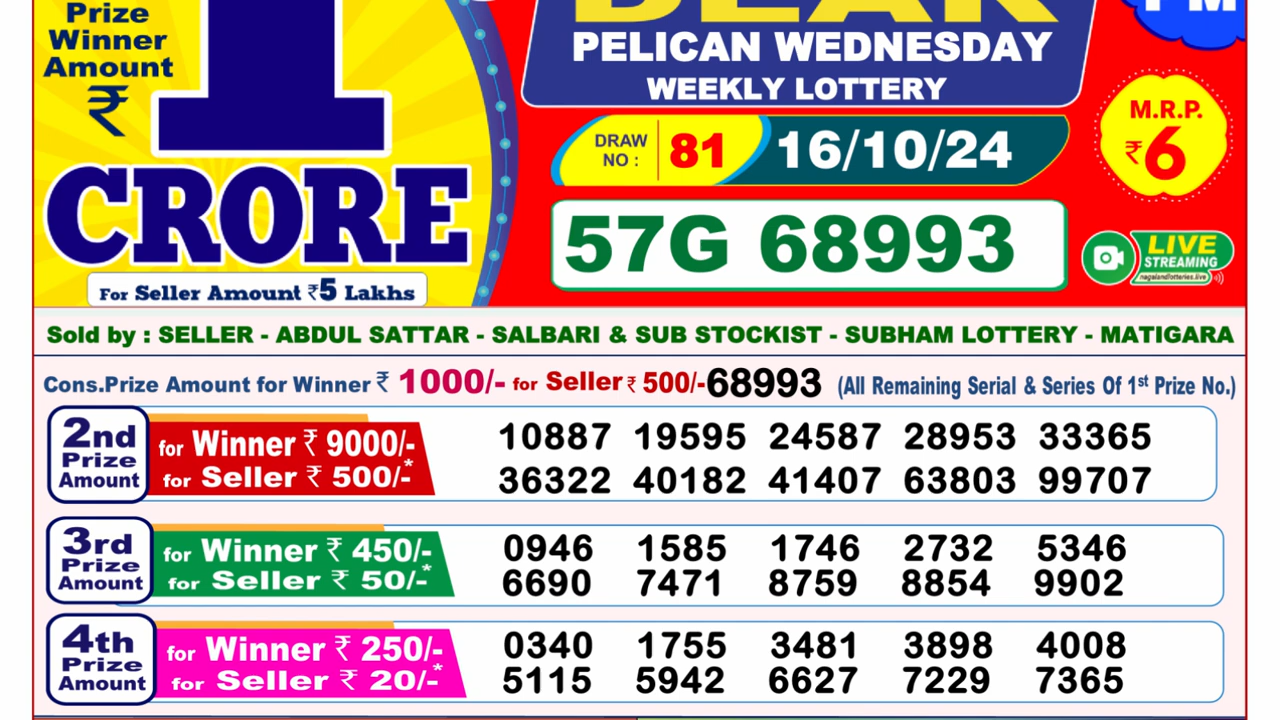 Prize
Winner
Amount
₹
1
CRORE
For Seller Amount ₹5 Lakhs
DEAR
PELICAN WEDNESDAY
WEEKLY LOTTERY
DRAW NO : 81 16/10/24
57G 68993
PM
M.R.P.
₹6
LIVE
STREAMING
nagalandlotteries.live
Sold by : SELLER - ABDUL SATTAR - SALBARI & SUB STOCKIST - SUBHAM LOTTERY - MATIGARA
Cons.Prize Amount for Winner ₹ 1000/- for Seller ₹ 500/- 68993 (All Remaining Serial & Series Of 1st Prize No.)
2nd
Prize
Amount
for Winner ₹ 9000/-
for Seller ₹ 500/-*
10887 19595 24587 28953 33365
36322 40182 41407 63803 99707
3rd
Prize
Amount
for Winner ₹ 450/-
for Seller ₹ 50/-*
0946 1585 1746 2732 5346
6690 7471 8759 8854 9902
4th
Prize
Amount
for Winner ₹ 250/-
for Seller ₹ 20/-*
0340 1755 3481 3898 4008
5115 5942 6627 7229 7365